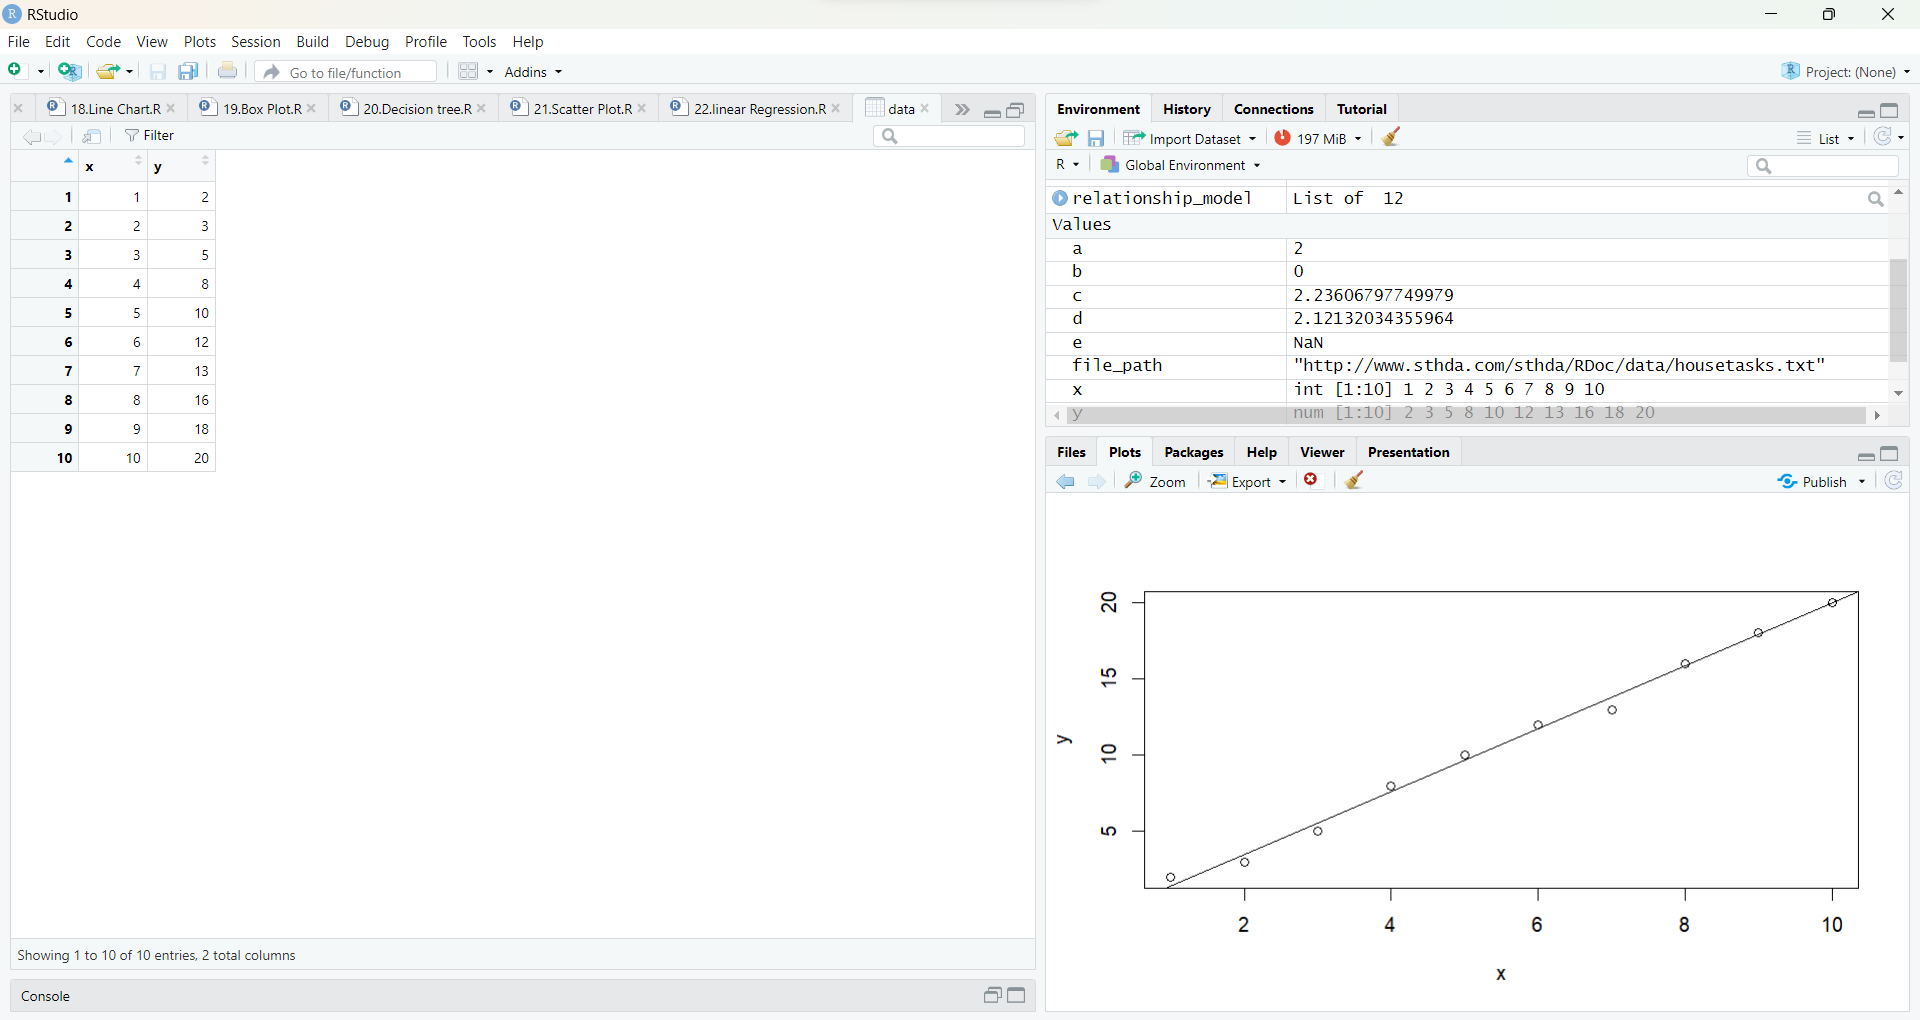 RStudio
File Edit Code View Plots Session Build Debug Profile Tools Help
Go to file/function Addins Project: (None)
18.Line Chart.R 19.Box Plot.R 20.Decision tree.R 21.Scatter Plot.R 22.linear Regression.R data
Filter
x y
1 1 2
2 2 3
3 3 5
4 4 8
5 5 10
6 6 12
7 7 13
8 8 16
9 9 18
10 10 20
Showing 1 to 10 of 10 entries, 2 total columns
Console
Environment History Connections Tutorial
Import Dataset 197 MiB List
R Global Environment
relationship_model List of 12
Values
a 2
b 0
c 2.23606797749979
d 2.12132034355964
e NaN
file_path "http://www.sthda.com/sthda/RDoc/data/housetasks.txt"
x int [1:10] 1 2 3 4 5 6 7 8 9 10
y num [1:10] 2 3 5 8 10 12 13 16 18 20
Files Plots Packages Help Viewer Presentation
Zoom Export Publish
20
15
10
5
y
2 4 6 8 10
x